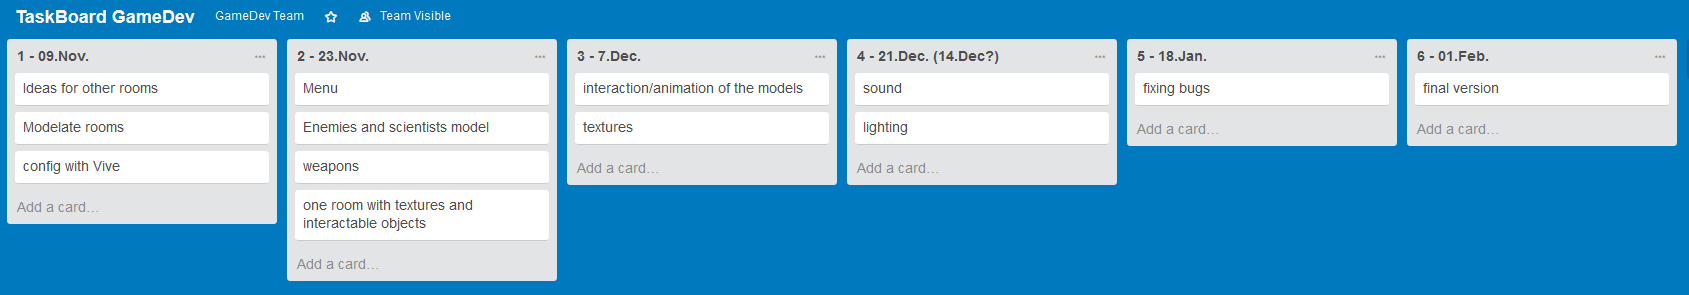 TaskBoard GameDev GameDev Team Team Visible
1 - 09.Nov.
Ideas for other rooms
Modelate rooms
config with Vive
Add a card...
2 - 23.Nov.
Menu
Enemies and scientists model
weapons
one room with textures and
interactable objects
Add a card...
3 - 7.Dec.
interaction/animation of the models
textures
Add a card...
4 - 21.Dec. (14.Dec?)
sound
lighting
Add a card...
5 - 18.Jan.
fixing bugs
Add a card...
6 - 01.Feb.
final version
Add a card...